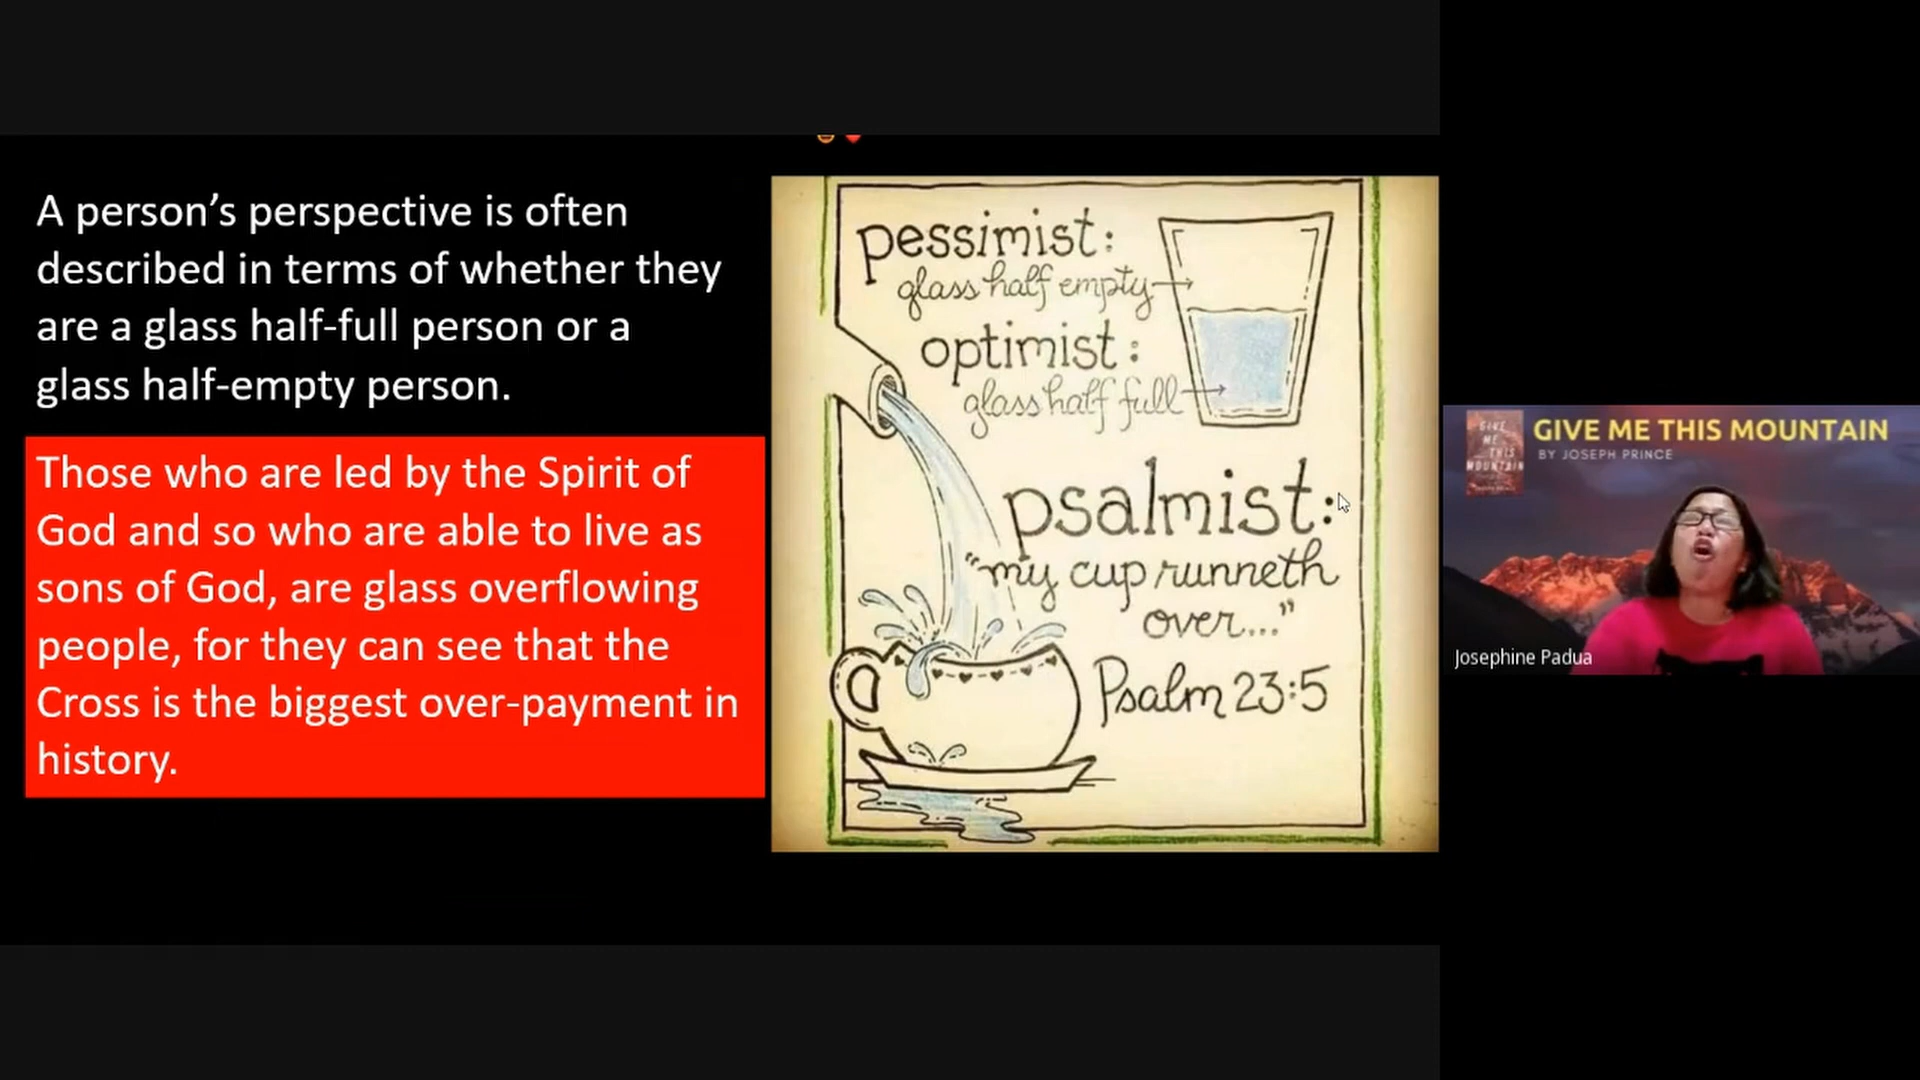 A person’s perspective is often
described in terms of whether they
are a glass half-full person or a
glass half-empty person.
Those who are led by the Spirit of
God and so who are able to live as
sons of God, are glass overflowing
people, for they can see that the
Cross is the biggest over-payment in
history.
pessimist:
glass half empty
optimist:
glass half full
psalmist:
“my cup runneth
over...”
Psalm 23:5
GIVE
ME
THIS
MOUNTAIN
GIVE ME THIS MOUNTAIN
BY JOSEPH PRINCE
Josephine Padua